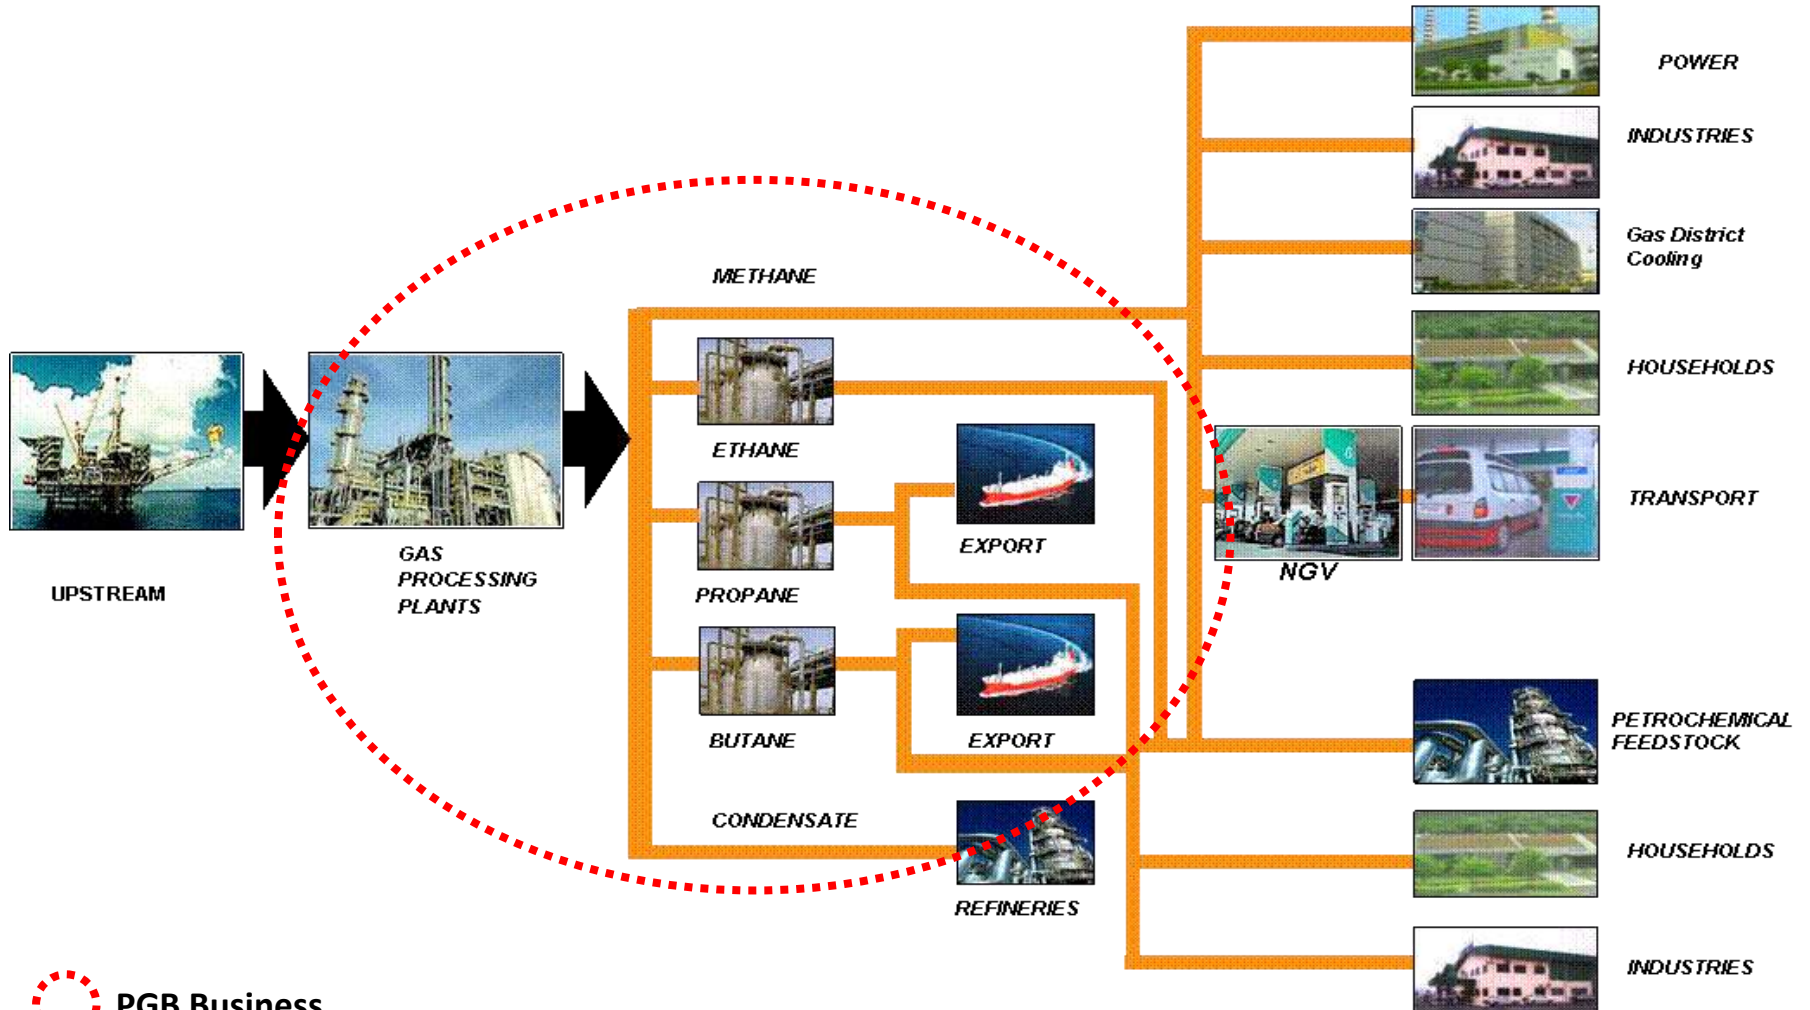 POWER
INDUSTRIES
Gas District
Cooling
METHANE
HOUSEHOLDS
ETHANE
TRANSPORT
EXPORT
GAS
PROCESSING
PLANTS
NGV
UPSTREAM
PROPANE
PETROCHEMICAL
FEEDSTOCK
BUTANE
EXPORT
CONDENSATE
HOUSEHOLDS
REFINERIES
INDUSTRIES
PGB Business